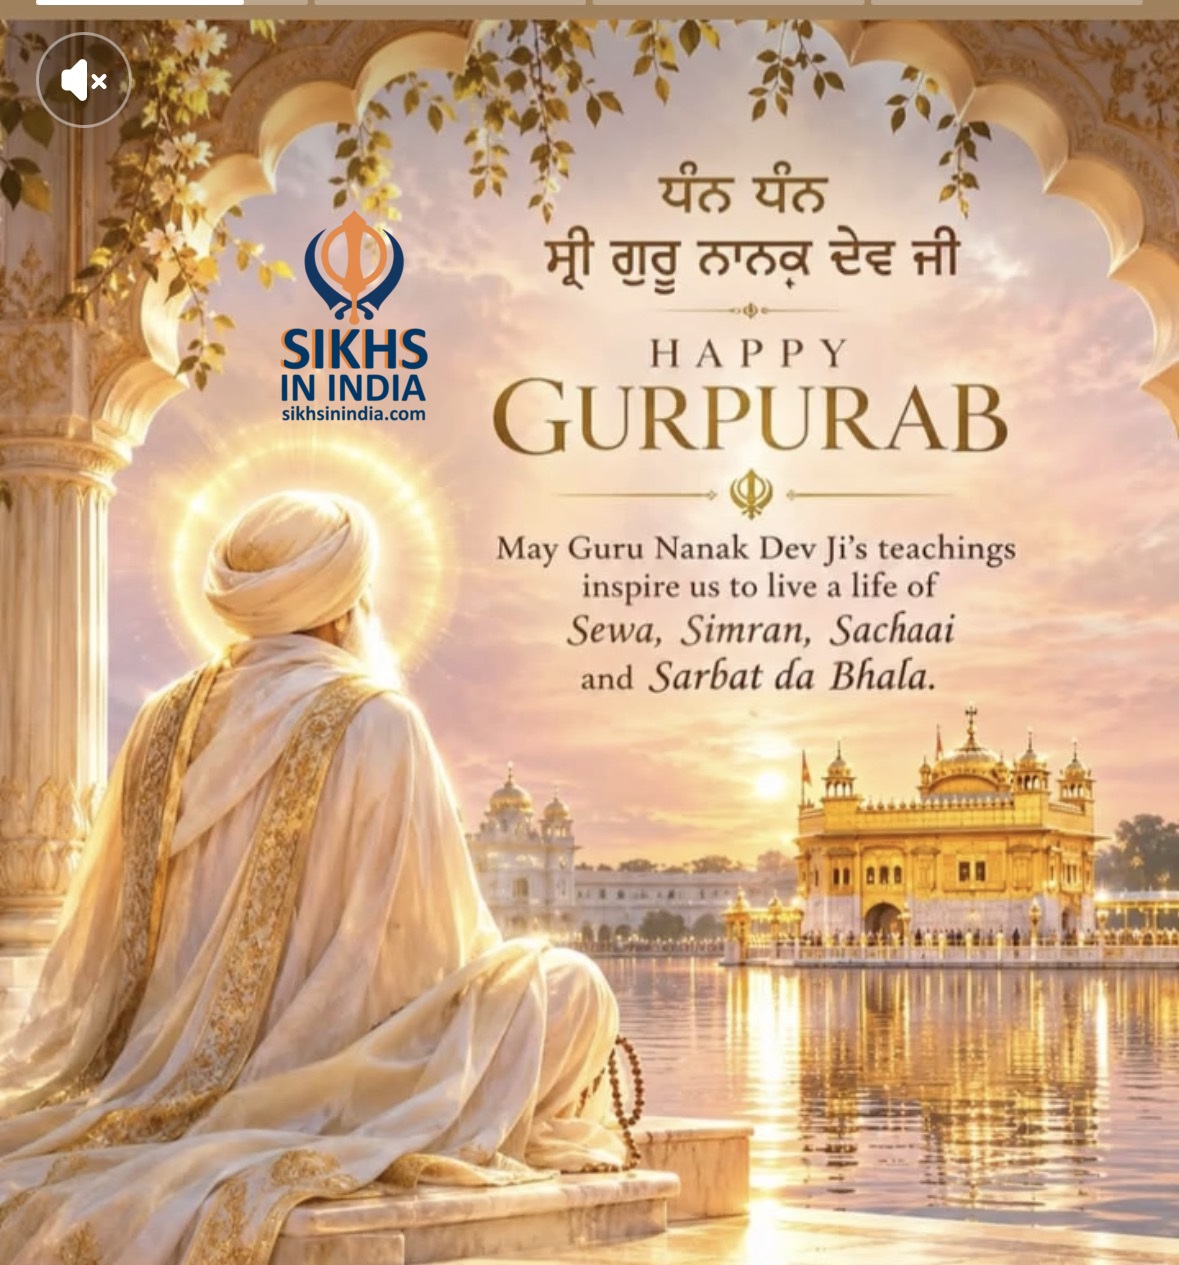 ਧੰਨ ਧੰਨ
ਸ੍ਰੀ ਗੁਰੂ ਨਾਨਕ੍ ਦੇਵ ਜੀ
SIKHS
IN INDIA
sikhsinindia.com
HAPPY
GURPURAB
May Guru Nanak Dev Ji's teachings
inspire us to live a life of
Sewa, Simran, Sachaai
and Sarbat da Bhala.